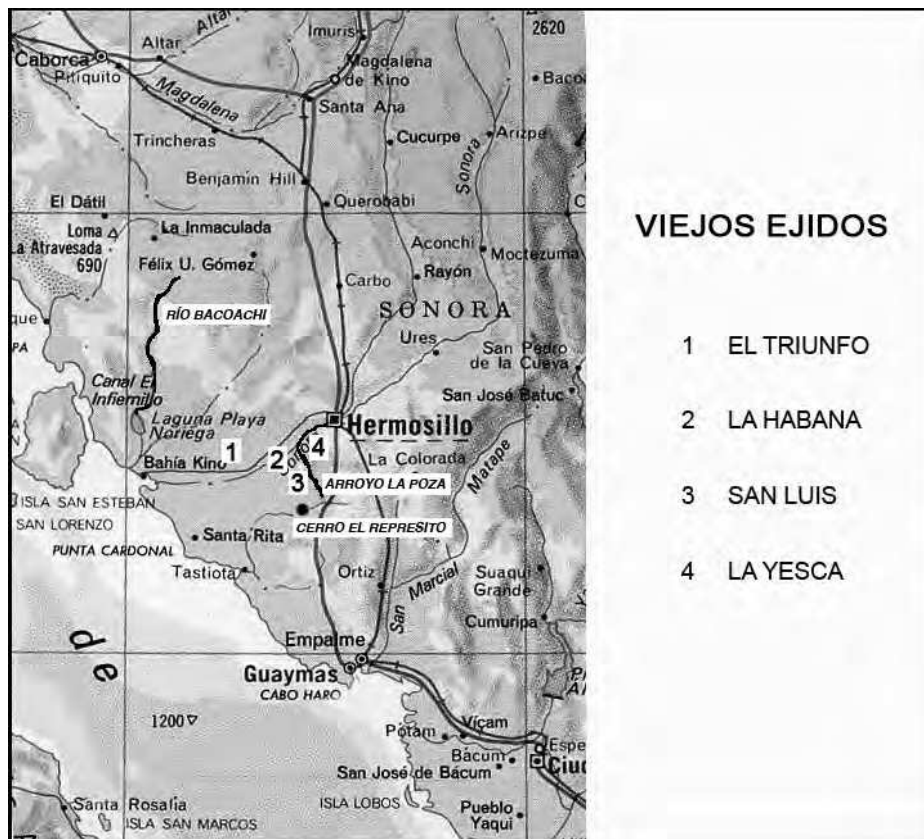 2620
Imuris
Altar
Altar
Caborca
Pitiquito
Magdalena
de Kino
Magdalena
Santa Ana
Cucurpe
Arizpe
Sonora
Trincheras
Benjamín Hill
Querobabi
El Dátil
Loma
La Atravesada
690
La Inmaculada
Félix U. Gómez
Aconchi
Moctezuma
Rayón
Carbo
SONORA
RÍO BACOACHI
Ures
San Pedro
de la Cueva
San José Batuc
Canal El
Infiernillo
Laguna Playa
Noriega
Hermosillo
1
2
4
3
La Colorada
Matape
Bahía Kino
ARROYO LA POZA
ISLA SAN ESTEBAN
SAN LORENZO
CERRO EL REPRESITO
Santa Rita
PUNTA CARDONAL
Tastiota
Ortiz
San Marcial
Suaqui
Grande
Cumuripa
de
Empalme
Guaymas
CABO HARO
1200
Vícam
Pótam
Bácum
San José de Bácum
ISLA LOBOS
Pueblo
Yaqui
Santa Rosalia
ISLA SAN MARCOS
VIEJOS EJIDOS
1 EL TRIUNFO
2 LA HABANA
3 SAN LUIS
4 LA YESCA